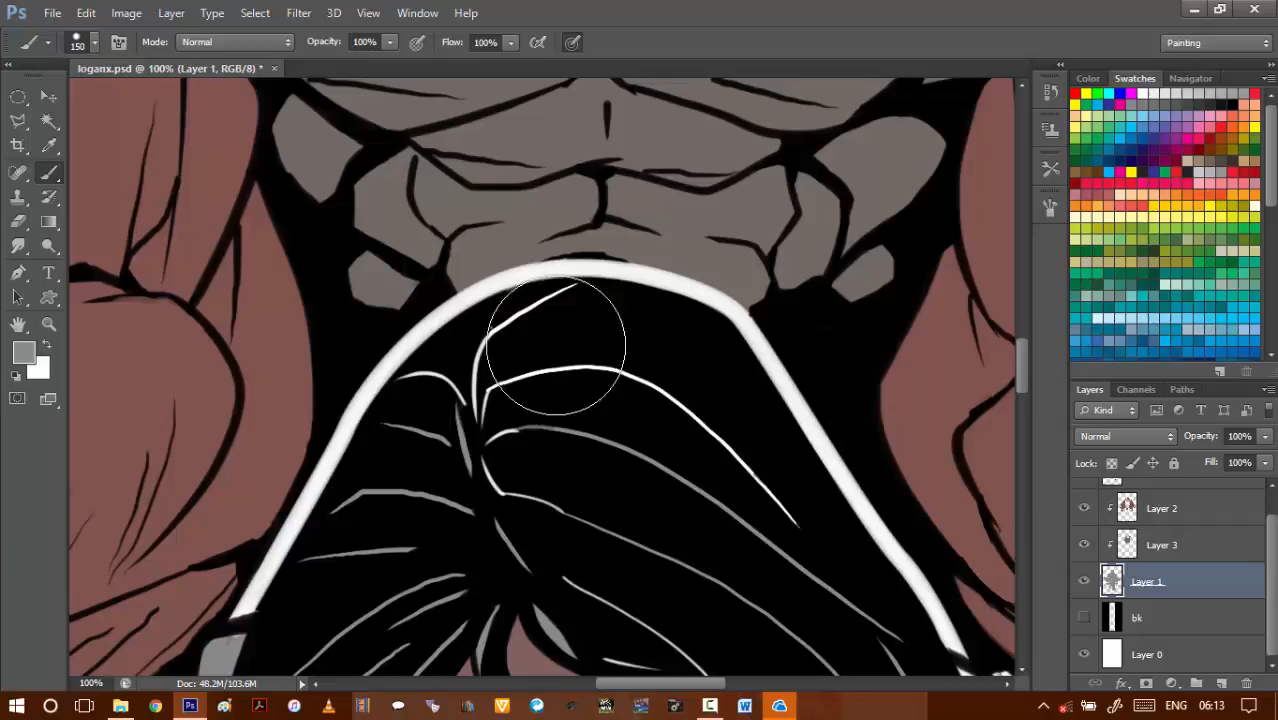 Ps File Edit Image Layer Type Select Filter 3D View Window Help
150 Mode: Normal Opacity: 100% Flow: 100% Painting
loganx.psd @ 100% (Layer 1, RGB/8) *
Color Swatches Navigator
Layers Channels Paths
Kind
Normal Opacity: 100%
Lock: Fill: 100%
Layer 2
Layer 3
Layer 1
bk
Layer 0
100% Doc: 48.2M/103.6M
ENG 06:13